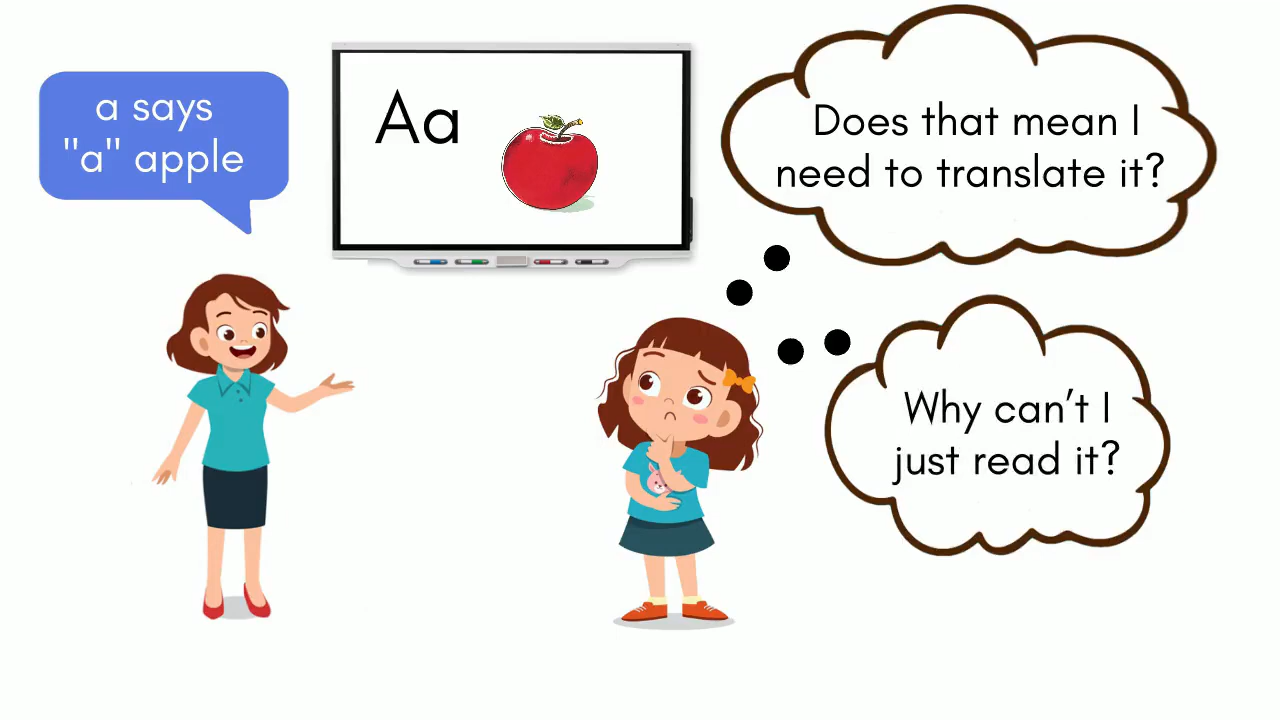 a says
"a" apple
Aa
Does that mean I
need to translate it?
Why can't I
just read it?